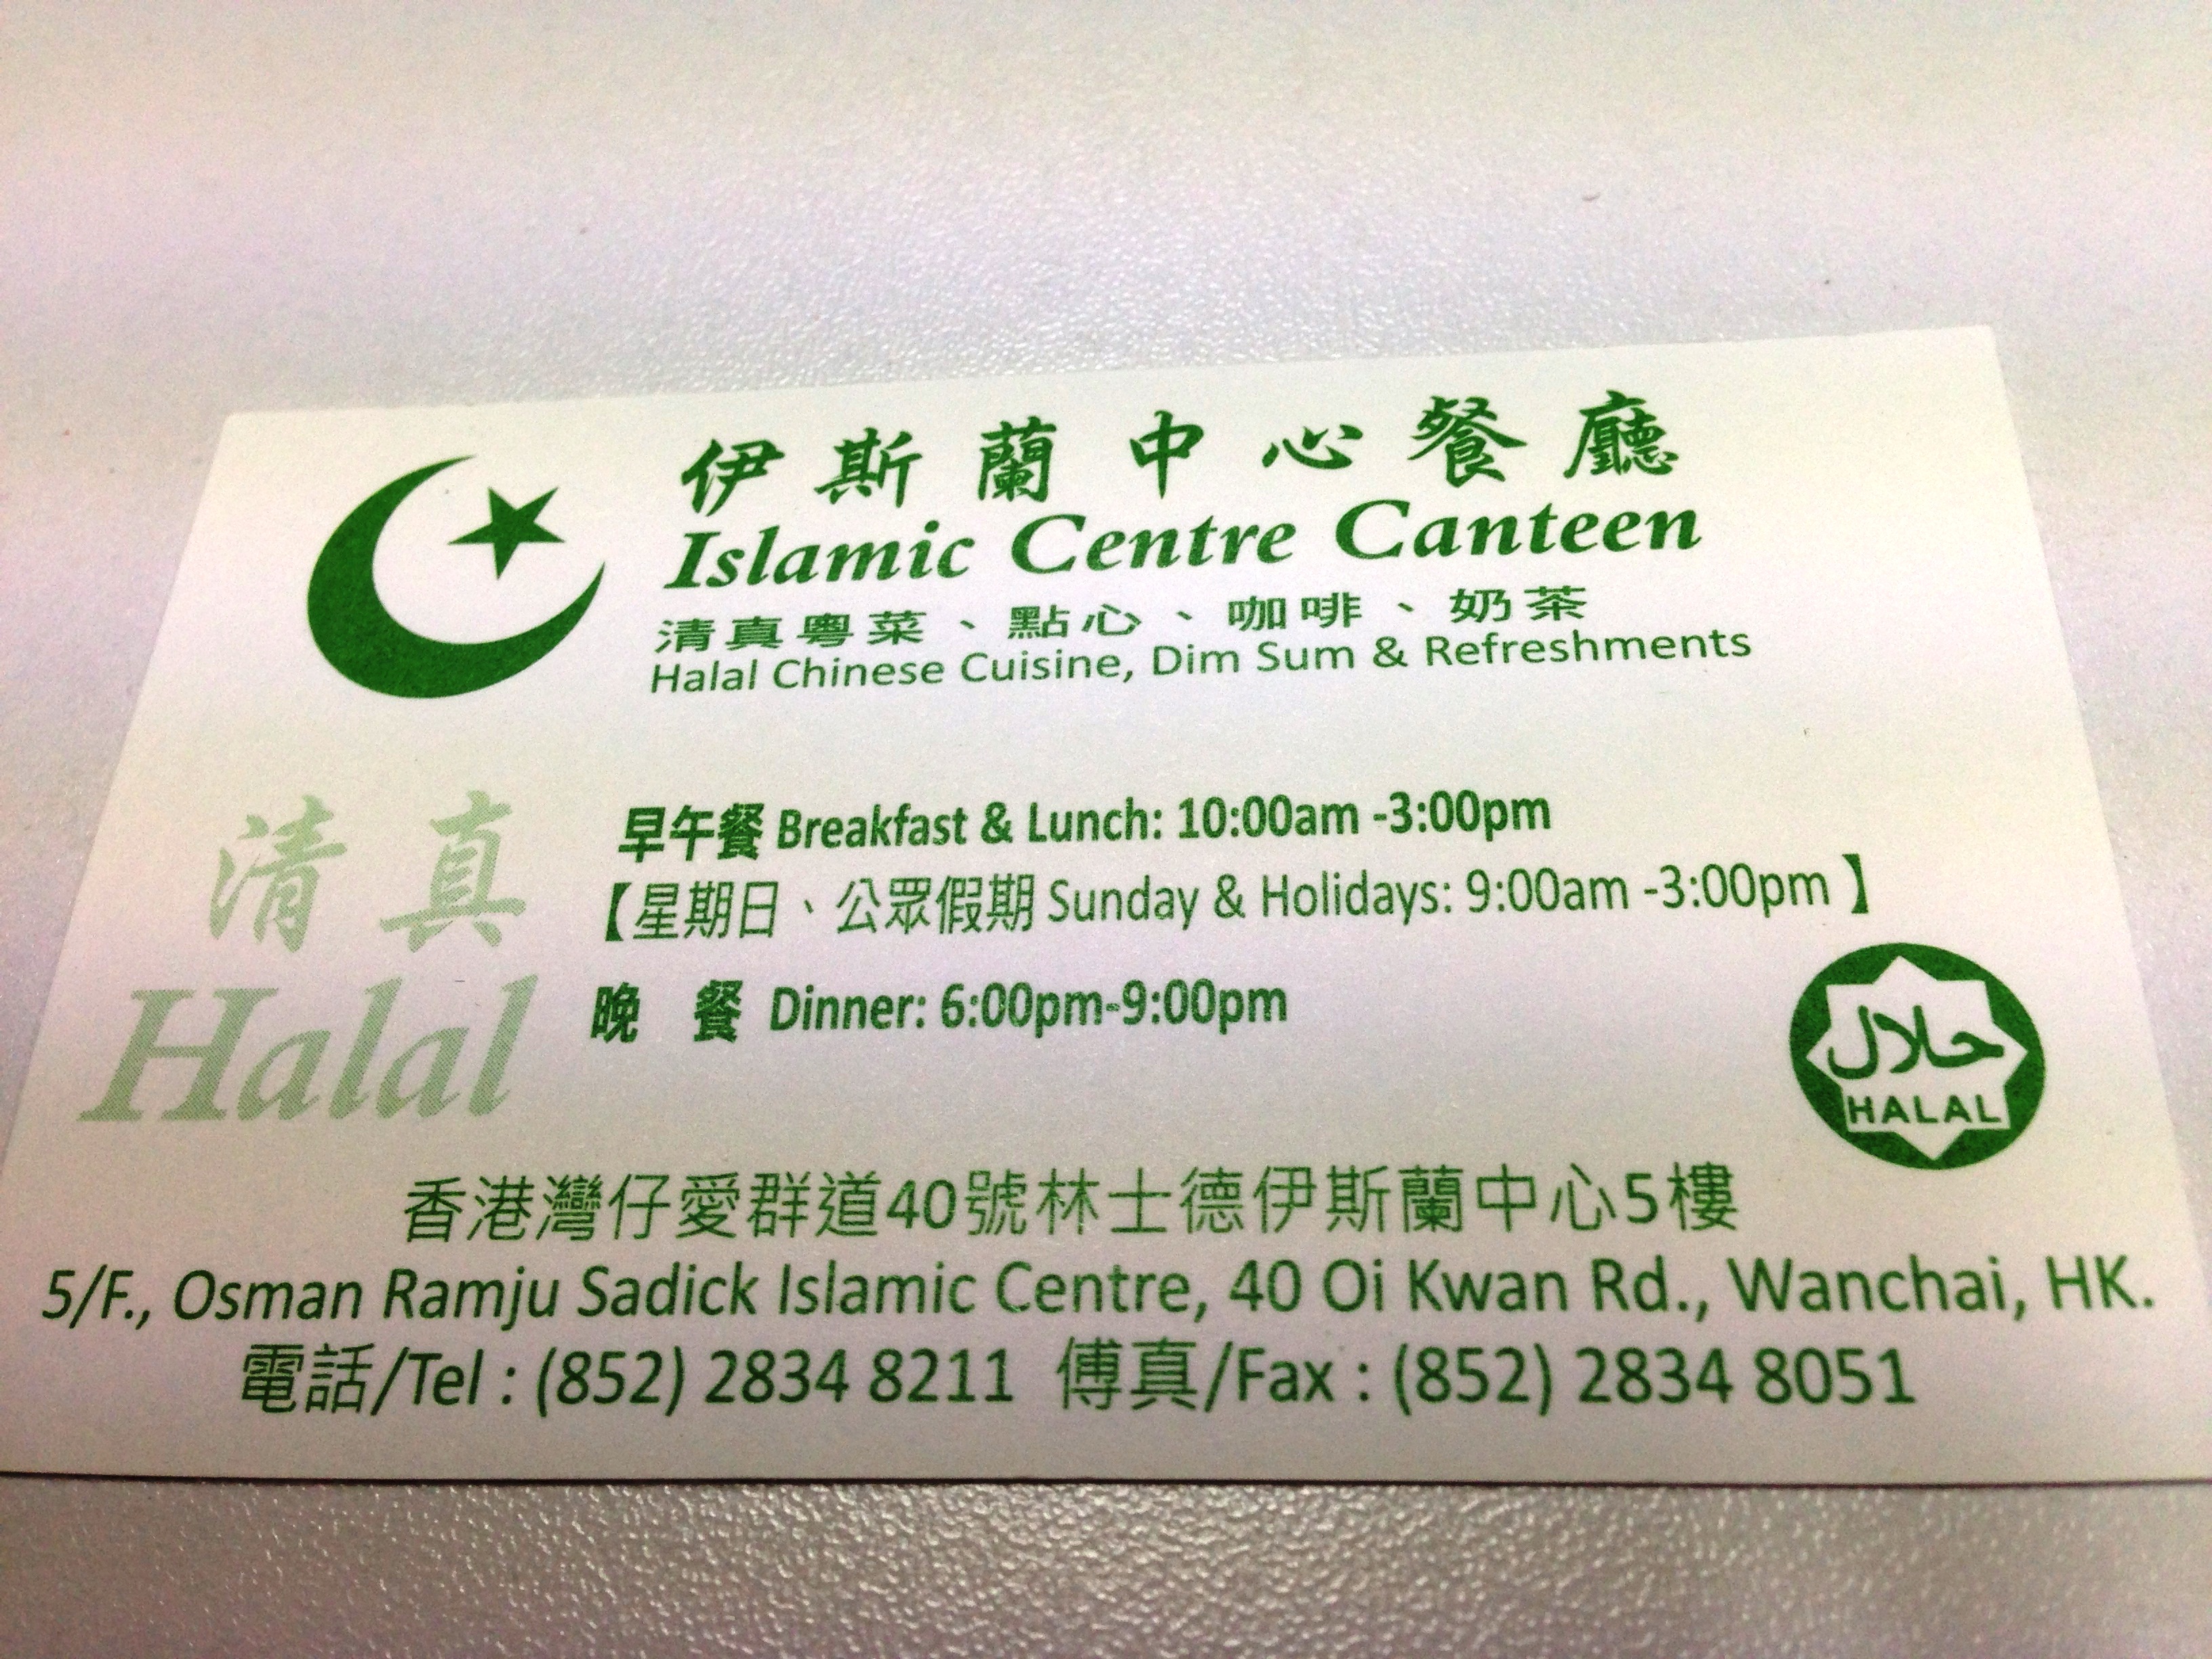 伊斯蘭中心餐廳
Islamic Centre Canteen
清真粵菜、點心、咖啡、奶茶
Halal Chinese Cuisine, Dim Sum & Refreshments
清真
Halal
早午餐 Breakfast & Lunch: 10:00am -3:00pm
【星期日、公眾假期 Sunday & Holidays: 9:00am -3:00pm】
晚 餐 Dinner: 6:00pm-9:00pm
حلال
HALAL
香港灣仔愛群道40號林士德伊斯蘭中心5樓
5/F., Osman Ramju Sadick Islamic Centre, 40 Oi Kwan Rd., Wanchai, HK.
電話/Tel : (852) 2834 8211 傅真/Fax : (852) 2834 8051